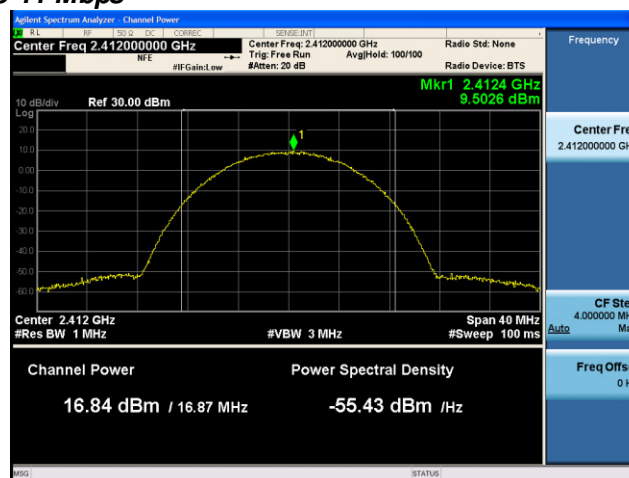 11 Mbps
Agilent Spectrum Analyzer - Channel Power
RL RF 50 Ω DC CORREC SENSE:INT
Center Freq 2.412000000 GHz
NFE
#IFGain:Low
Center Freq: 2.412000000 GHz
Trig: Free Run Avg|Hold: 100/100
#Atten: 20 dB
Radio Std: None
Radio Device: BTS
Mkr1 2.4124 GHz
9.5026 dBm
10 dB/div Ref 30.00 dBm
Log
20.0
10.0
0.00
-10.0
-20.0
-30.0
-40.0
-50.0
-60.0
1
Center 2.412 GHz Span 40 MHz
#Res BW 1 MHz #VBW 3 MHz #Sweep 100 ms
Channel Power Power Spectral Density
16.84 dBm / 16.87 MHz -55.43 dBm /Hz
MSG STATUS
Frequency
Center Fre
2.412000000 GH
CF Ste
4.000000 MH
Auto Ma
Freq Offs
0 H